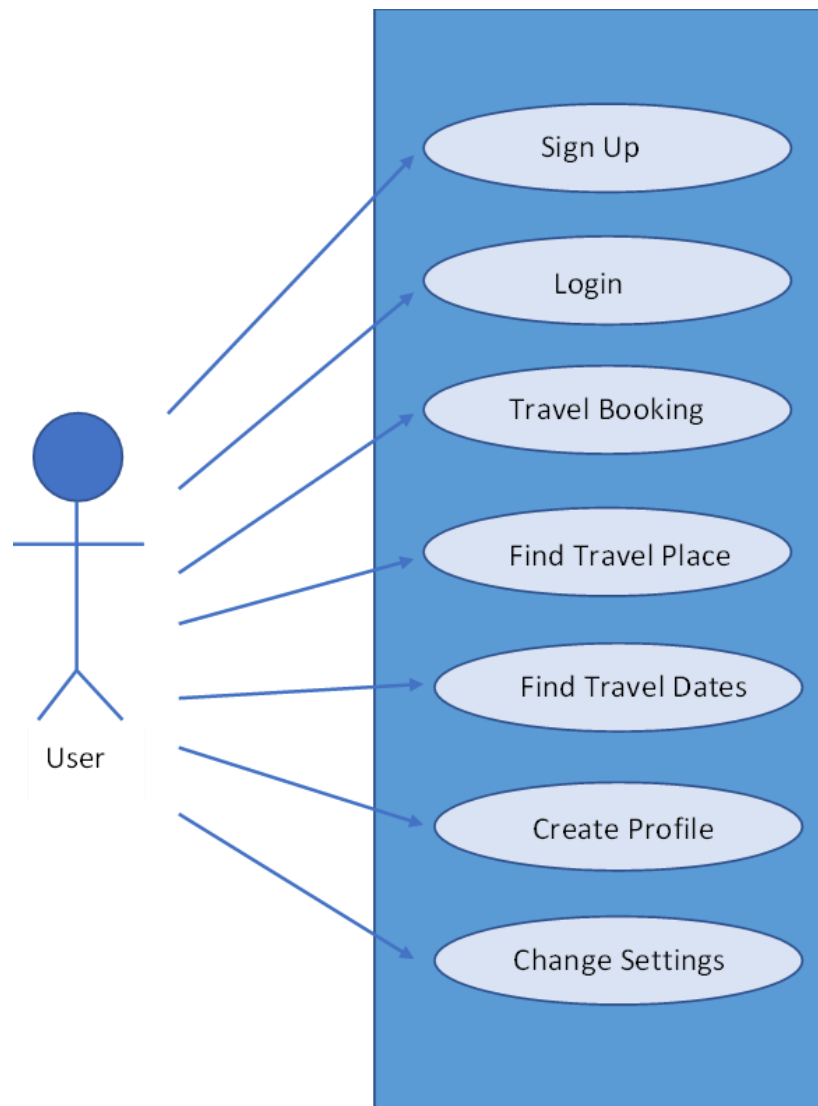 Sign Up
Login
Travel Booking
Find Travel Place
Find Travel Dates
User
Create Profile
Change Settings